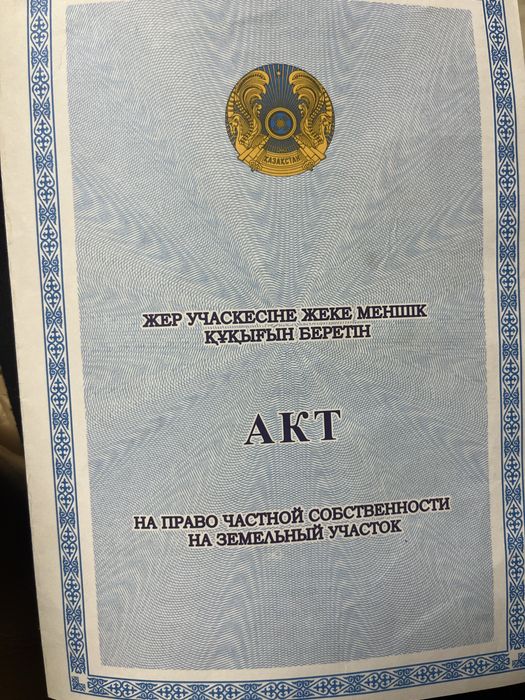 ҚАЗАҚСТАН
ЖЕР УЧАСКЕСІНЕ ЖЕКЕ МЕНШІК
ҚҰҚЫҒЫН БЕРЕТІН
АКТ
НА ПРАВО ЧАСТНОЙ СОБСТВЕННОСТИ
НА ЗЕМЕЛЬНЫЙ УЧАСТОК